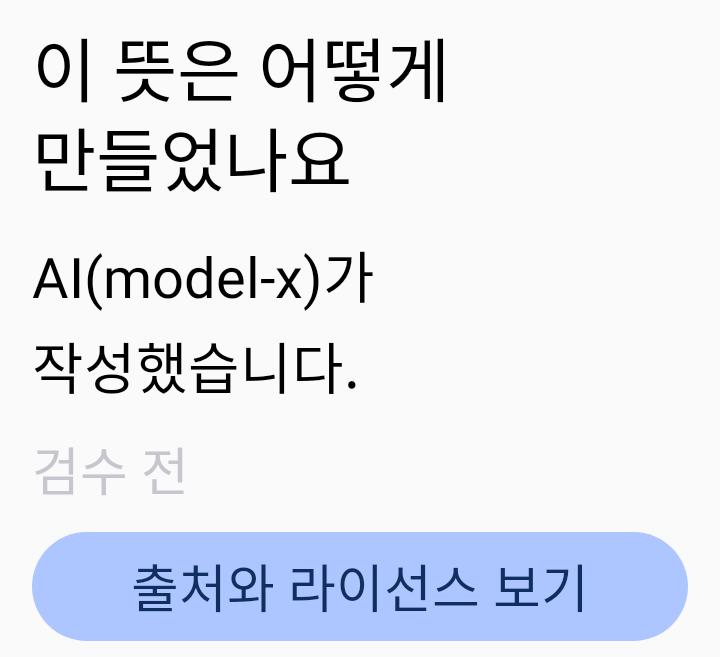 이 뜻은 어떻게
만들었나요
AI(model-x)가
작성했습니다.
검수 전
출처와 라이선스 보기